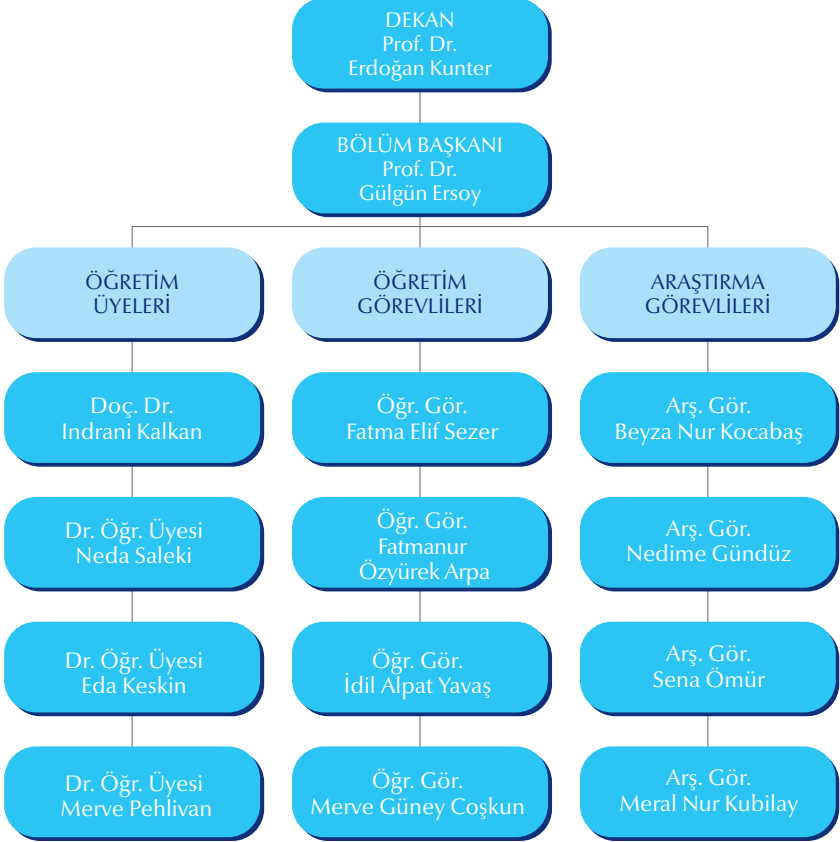 DEKAN
Prof. Dr.
Erdoğan Kunter
BÖLÜM BAŞKANI
Prof. Dr.
Gülgün Ersoy
ÖĞRETİM
ÜYELERİ
Doç. Dr.
Indrani Kalkan
Dr. Öğr. Üyesi
Neda Saleki
Dr. Öğr. Üyesi
Eda Keskin
Dr. Öğr. Üyesi
Merve Pehlivan
ÖĞRETİM
GÖREVLİLERİ
Öğr. Gör.
Fatma Elif Sezer
Öğr. Gör.
Fatmanur
Özyürek Arpa
Öğr. Gör.
İdil Alpat Yavaş
Öğr. Gör.
Merve Güney Coşkun
ARAŞTIRMA
GÖREVLİLERİ
Arş. Gör.
Beyza Nur Kocabaş
Arş. Gör.
Nedime Gündüz
Arş. Gör.
Sena Ömür
Arş. Gör.
Meral Nur Kubilay